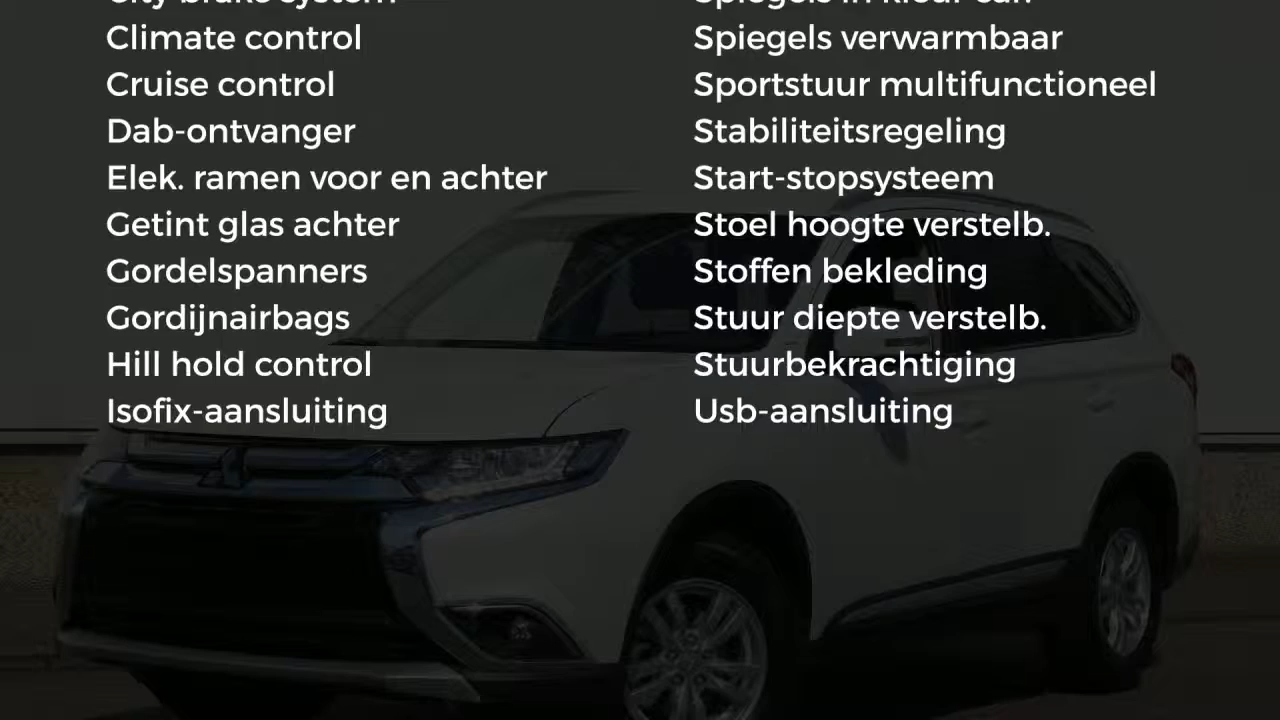 Climate control
Cruise control
Dab-ontvanger
Elek. ramen voor en achter
Getint glas achter
Gordelspanners
Gordijnairbags
Hill hold control
Isofix-aansluiting
Spiegels verwarmbaar
Sportstuur multifunctioneel
Stabiliteitsregeling
Start-stopsysteem
Stoel hoogte verstelb.
Stoffen bekleding
Stuur diepte verstelb.
Stuurbekrachtiging
Usb-aansluiting